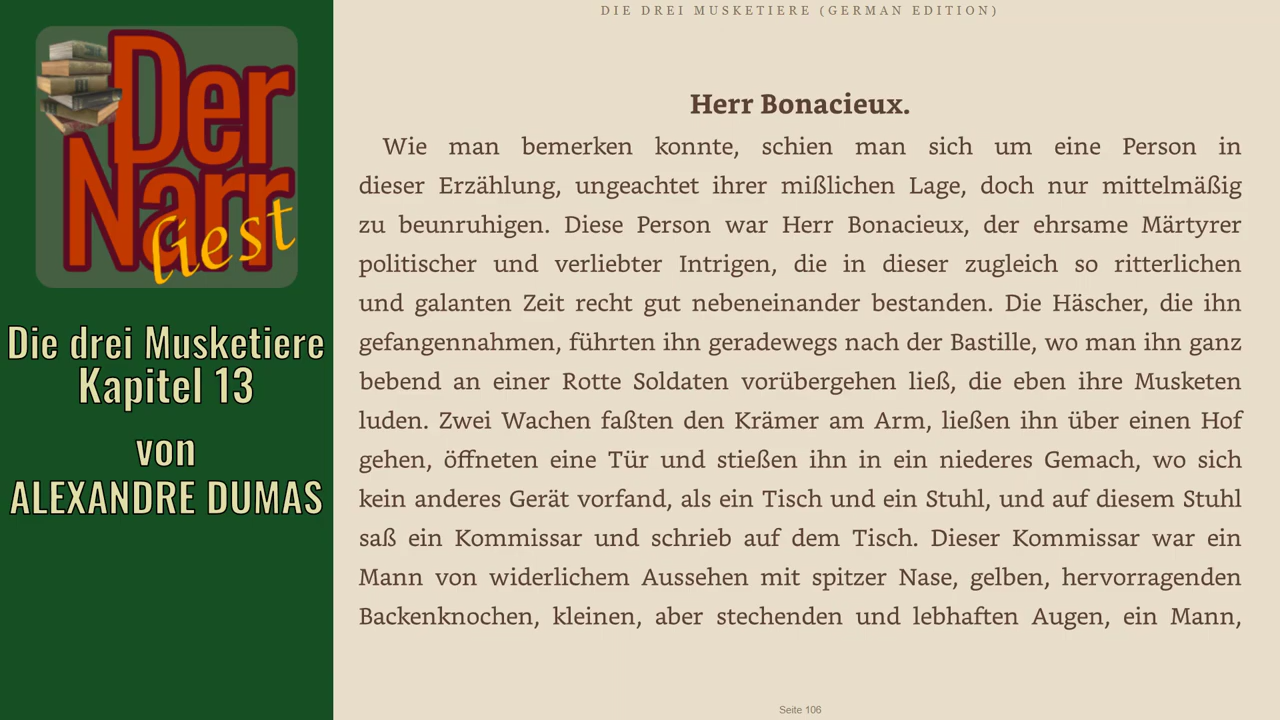 Der
Narr
liest
Die drei Musketiere
Kapitel 13
von
ALEXANDRE DUMAS
DIE DREI MUSKETIERE (GERMAN EDITION)
Herr Bonacieux.
Wie man bemerken konnte, schien man sich um eine Person in
dieser Erzählung, ungeachtet ihrer mißlichen Lage, doch nur mittelmäßig
zu beunruhigen. Diese Person war Herr Bonacieux, der ehrsame Märtyrer
politischer und verliebter Intrigen, die in dieser zugleich so ritterlichen
und galanten Zeit recht gut nebeneinander bestanden. Die Häscher, die ihn
gefangennahmen, führten ihn geradewegs nach der Bastille, wo man ihn ganz
bebend an einer Rotte Soldaten vorübergehen ließ, die eben ihre Musketen
luden. Zwei Wachen faßten den Krämer am Arm, ließen ihn über einen Hof
gehen, öffneten eine Tür und stießen ihn in ein niederes Gemach, wo sich
kein anderes Gerät vorfand, als ein Tisch und ein Stuhl, und auf diesem Stuhl
saß ein Kommissar und schrieb auf dem Tisch. Dieser Kommissar war ein
Mann von widerlichem Aussehen mit spitzer Nase, gelben, hervorragenden
Backenknochen, kleinen, aber stechenden und lebhaften Augen, ein Mann,
Seite 106